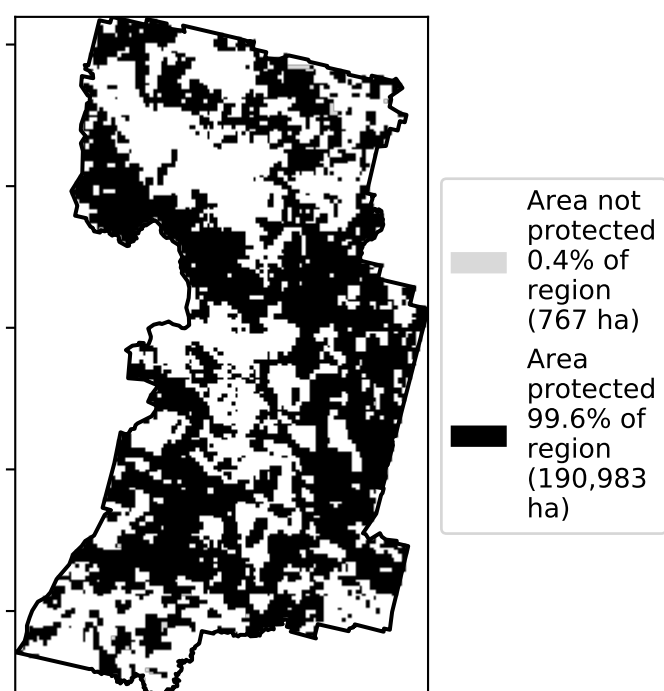 Area not
protected
0.4% of
region
(767 ha)
Area
protected
99.6% of
region
(190,983
ha)